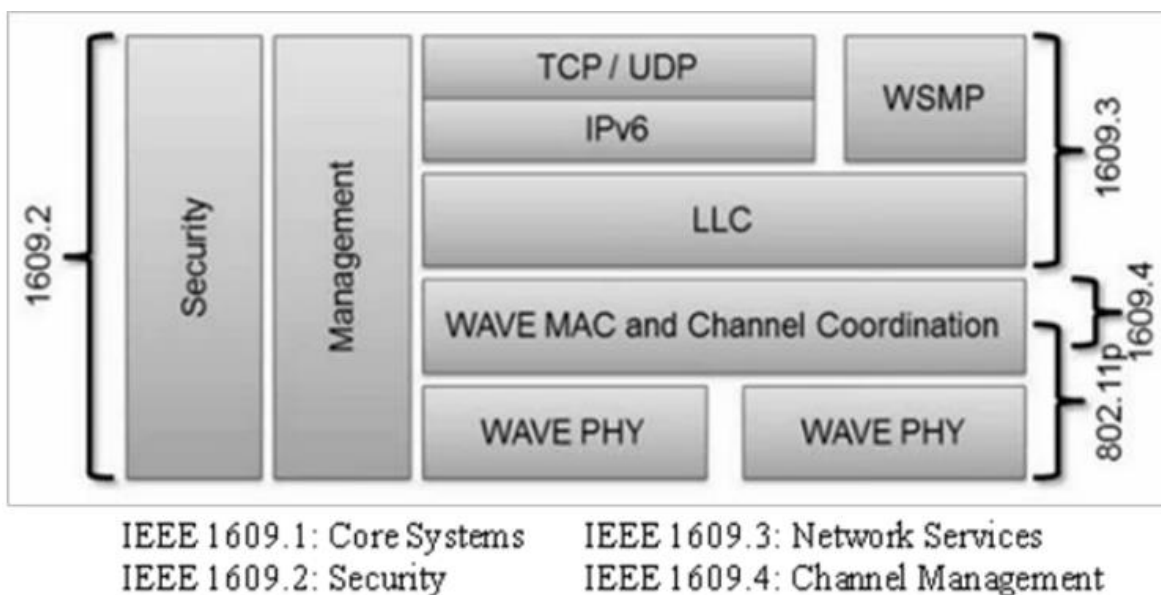 1609.2
Security
Management
TCP / UDP
IPv6
WSMP
LLC
WAVE MAC and Channel Coordination
WAVE PHY
WAVE PHY
1609.3
1609.4
802.11p
IEEE 1609.1: Core Systems
IEEE 1609.3: Network Services
IEEE 1609.2: Security
IEEE 1609.4: Channel Management